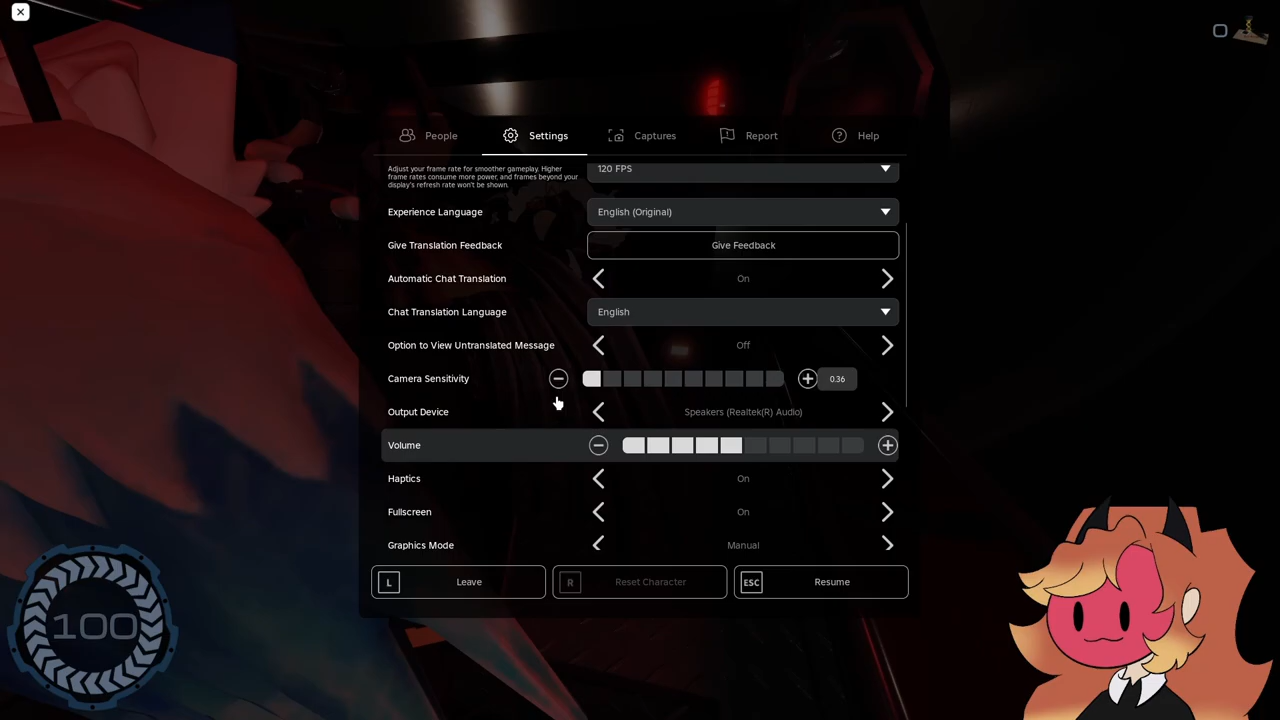 People
Settings
Captures
Report
Help
Adjust your frame rate for smoother gameplay. Higher
frame rates consume more power, and frames beyond your
display's refresh rate won't be shown.
120 FPS
Experience Language
English (Original)
Give Translation Feedback
Give Feedback
Automatic Chat Translation
On
Chat Translation Language
English
Option to View Untranslated Message
Off
Camera Sensitivity
0.36
Output Device
Speakers (Realtek(R) Audio)
Volume
Haptics
On
Fullscreen
On
Graphics Mode
Manual
L
Leave
R
Reset Character
ESC
Resume
100